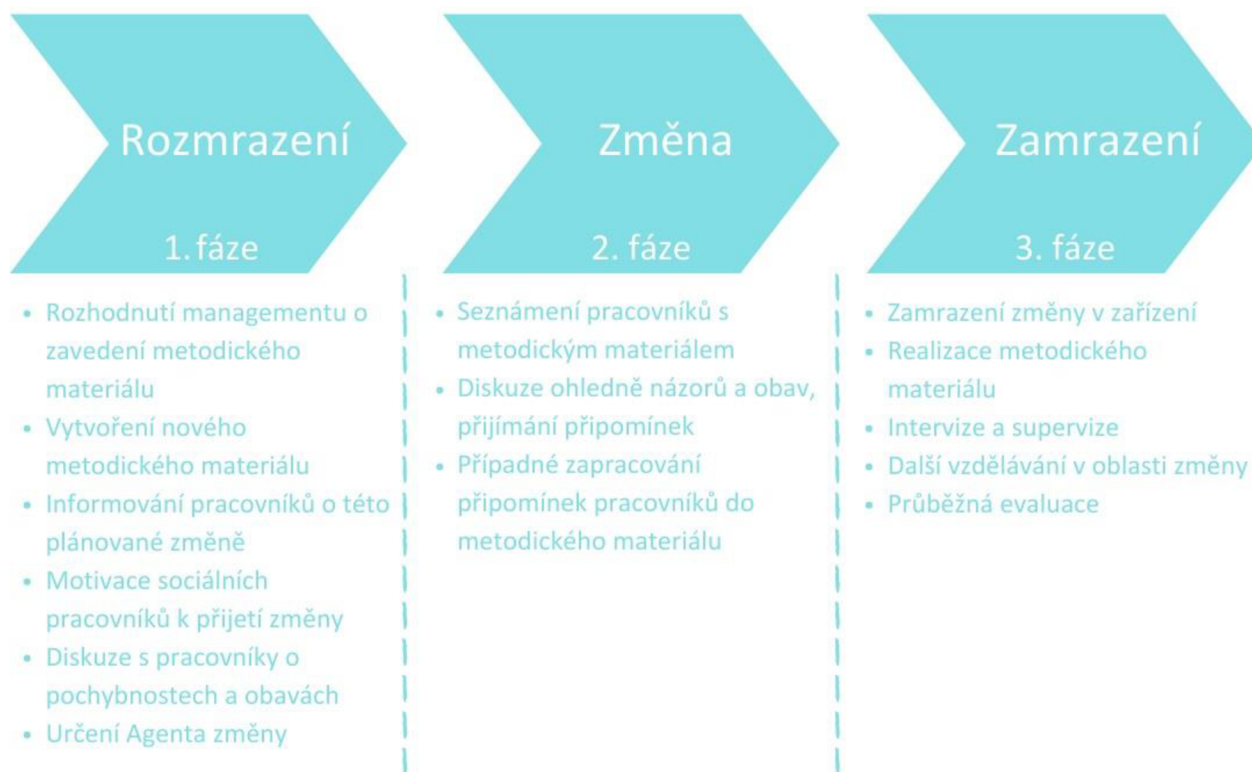 Rozmrazení
1. fáze
• Rozhodnutí managementu o
zavedení metodického
materiálu
• Vytvoření nového
metodického materiálu
• Informování pracovníků o této
plánované změně
• Motivace sociálních
pracovníků k přijetí změny
• Diskuze s pracovníky o
pochybnostech a obavách
• Určení Agenta změny
Změna
2. fáze
• Seznámení pracovníků s
metodickým materiálem
• Diskuze ohledně názorů a obav,
přijímání připomínek
• Případné zapracování
připomínek pracovníků do
metodického materiálu
Zamrazení
3. fáze
• Zamrazení změny v zařízení
• Realizace metodického
materiálu
• Intervize a supervize
• Další vzdělávání v oblasti změny
• Průběžná evaluace